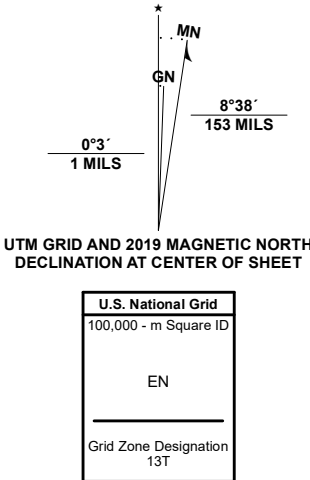 ★
MN
GN
8°38´
153 MILS
0°3´
1 MILS
UTM GRID AND 2019 MAGNETIC NORTH
DECLINATION AT CENTER OF SHEET
U.S. National Grid
100,000 - m Square ID
EN
Grid Zone Designation
13T